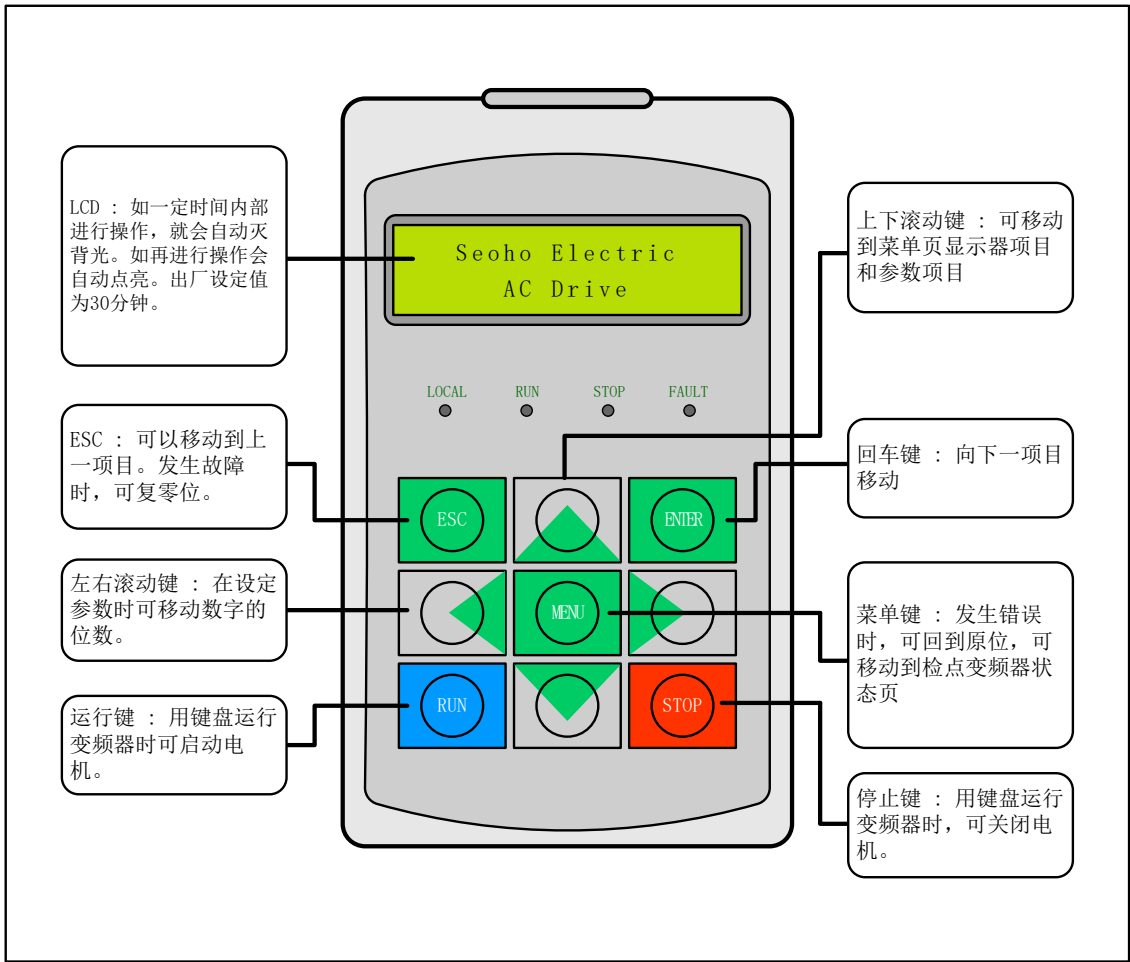 LCD : 如一定时间内部
进行操作，就会自动灭
背光。如再进行操作会
自动点亮。出厂设定值
为30分钟。
ESC : 可以移动到上
一项目。发生故障
时，可复零位。
左右滚动键 : 在设定
参数时可移动数字的
位数。
运行键 : 用键盘运行
变频器时可启动电
机。
Seoho Electric
AC Drive
LOCAL RUN STOP FAULT
ESC ENTER
MENU
RUN STOP
上下滚动键 : 可移动
到菜单页显示器项目
和参数项目
回车键 : 向下一项目
移动
菜单键 : 发生错误
时，可回到原位，可
移动到检点变频器状
态页
停止键 : 用键盘运行
变频器时，可关闭电
机。